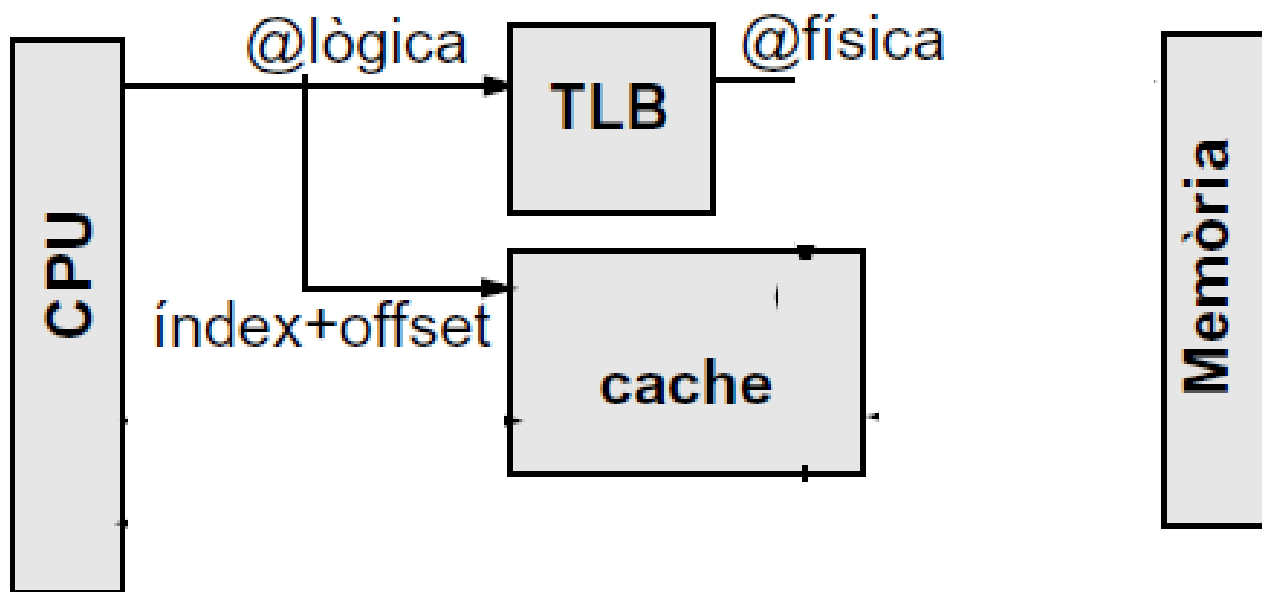 @lògica
@física
TLB
CPU
Memòria
índex+offset
cache